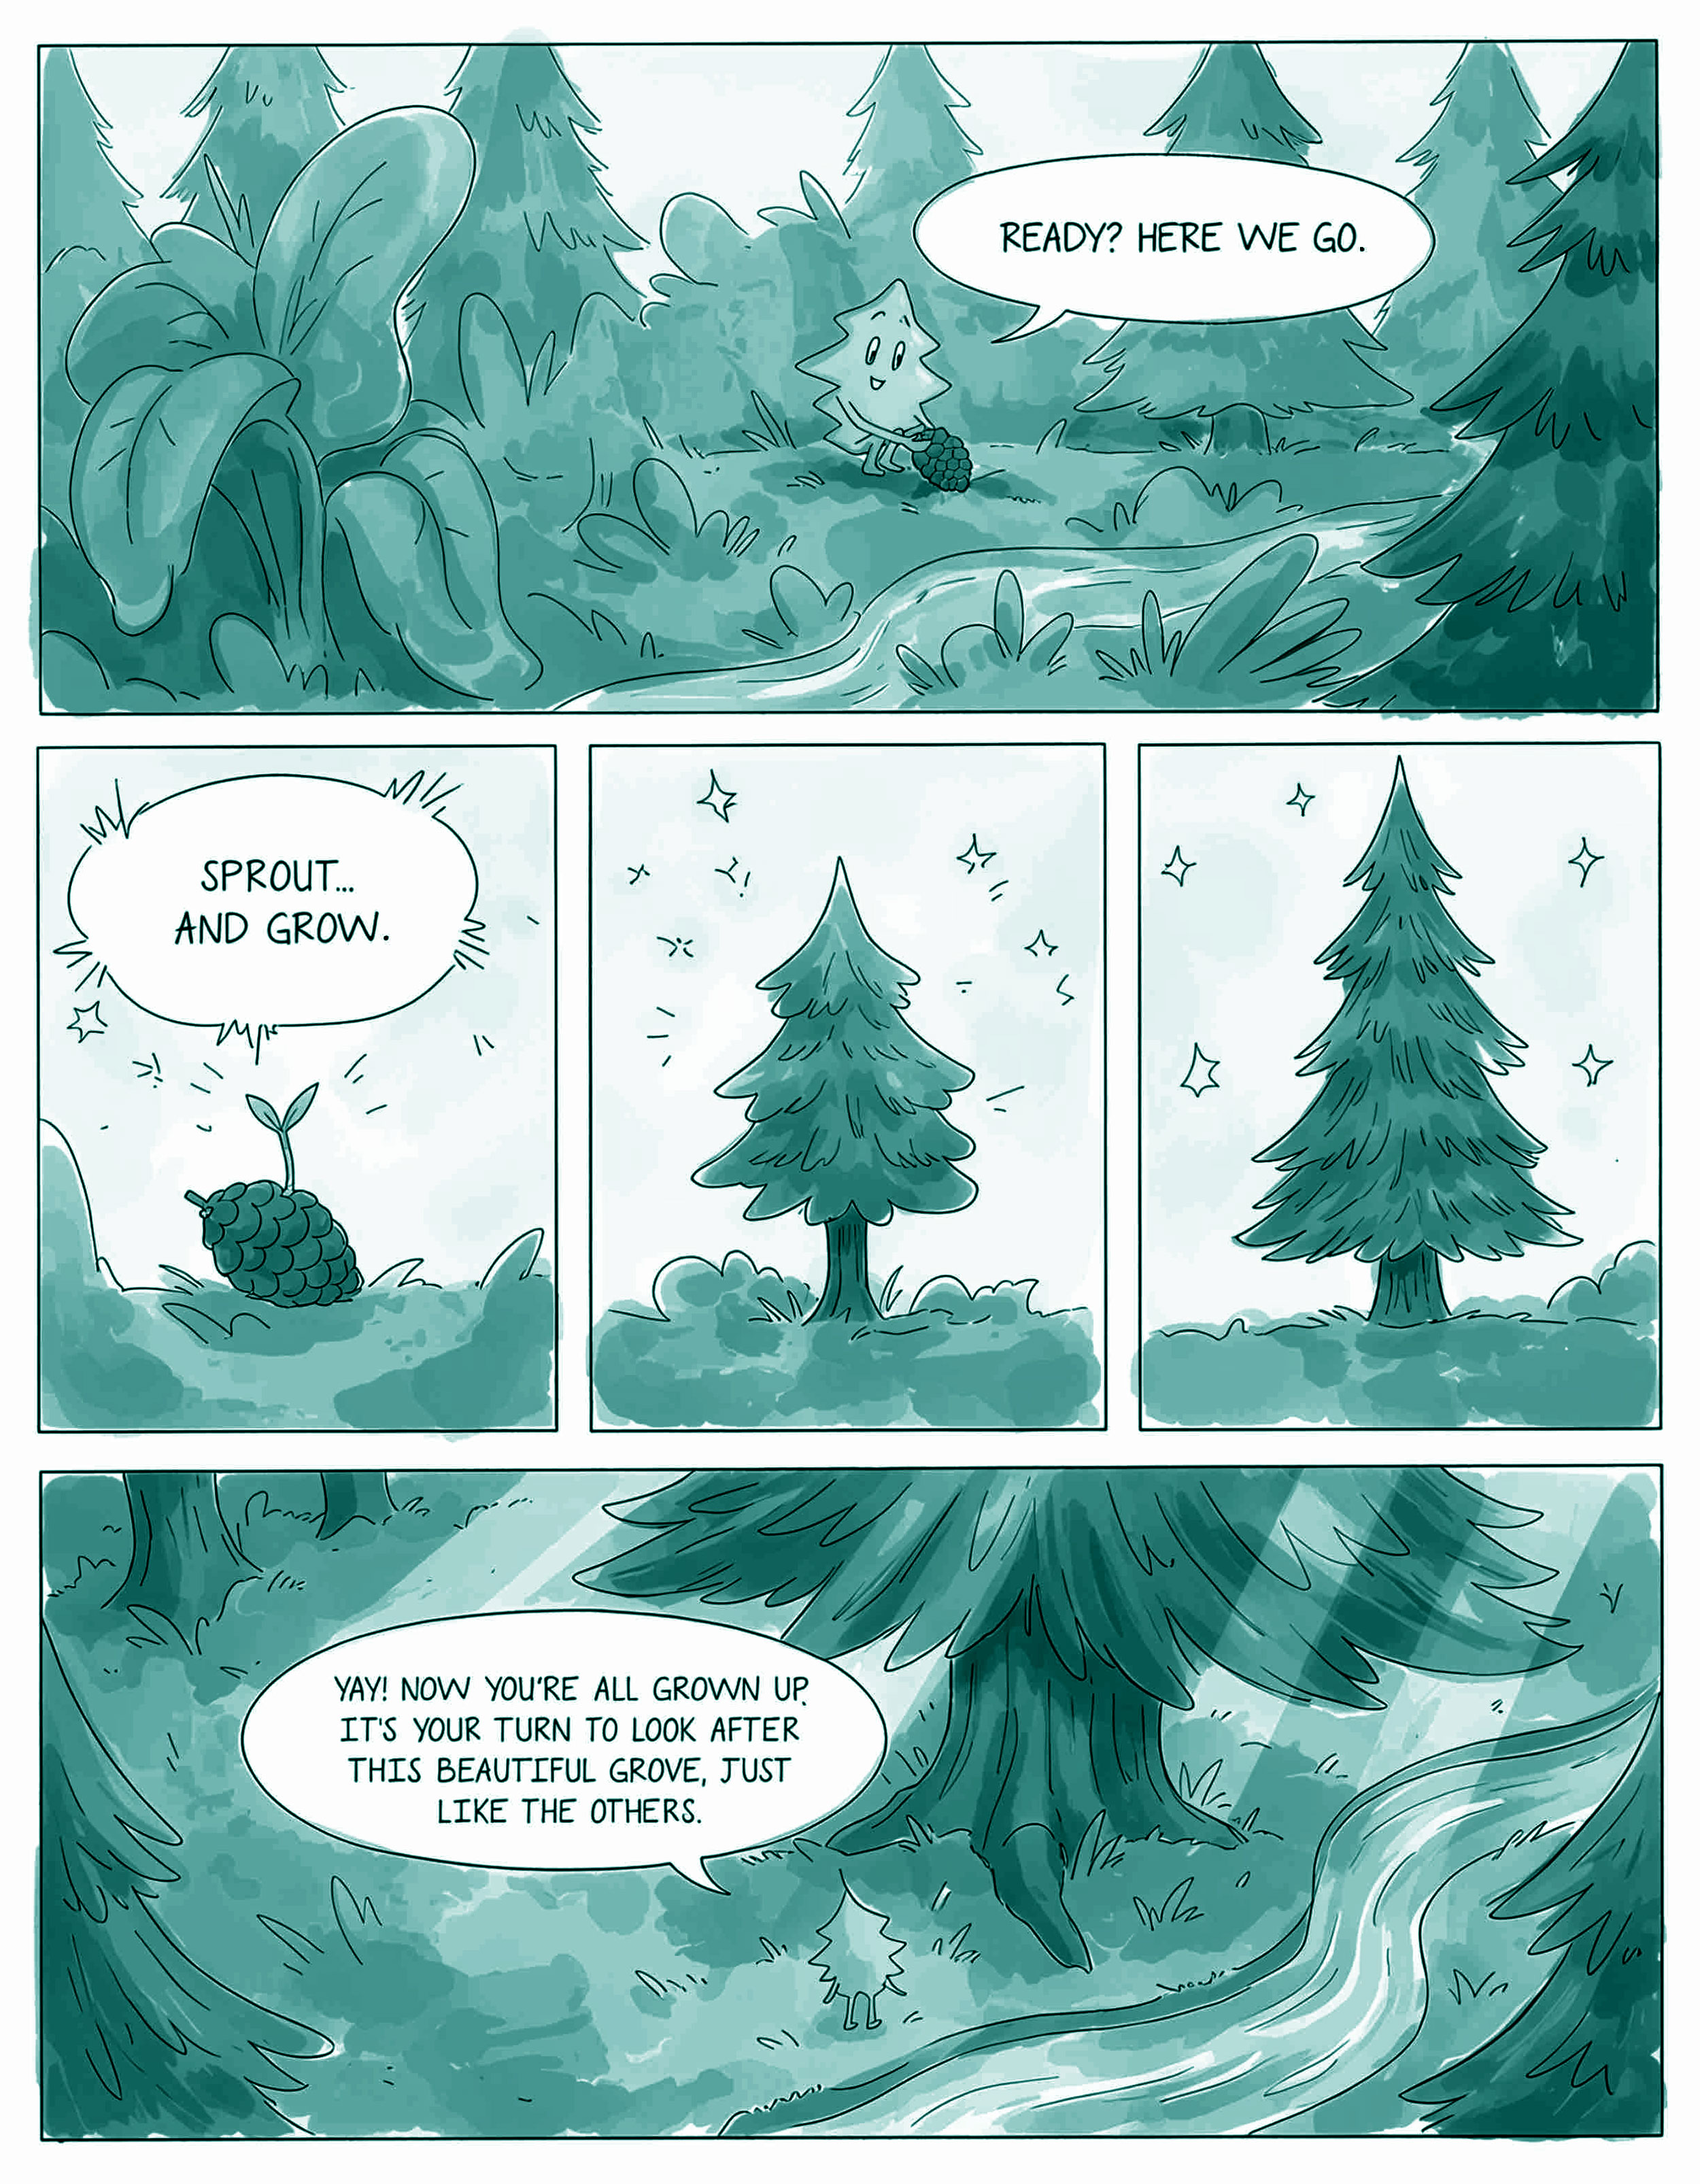 READY? HERE WE GO.
SPROUT...
AND GROW.
YAY! NOW YOU'RE ALL GROWN UP.
IT'S YOUR TURN TO LOOK AFTER
THIS BEAUTIFUL GROVE, JUST
LIKE THE OTHERS.